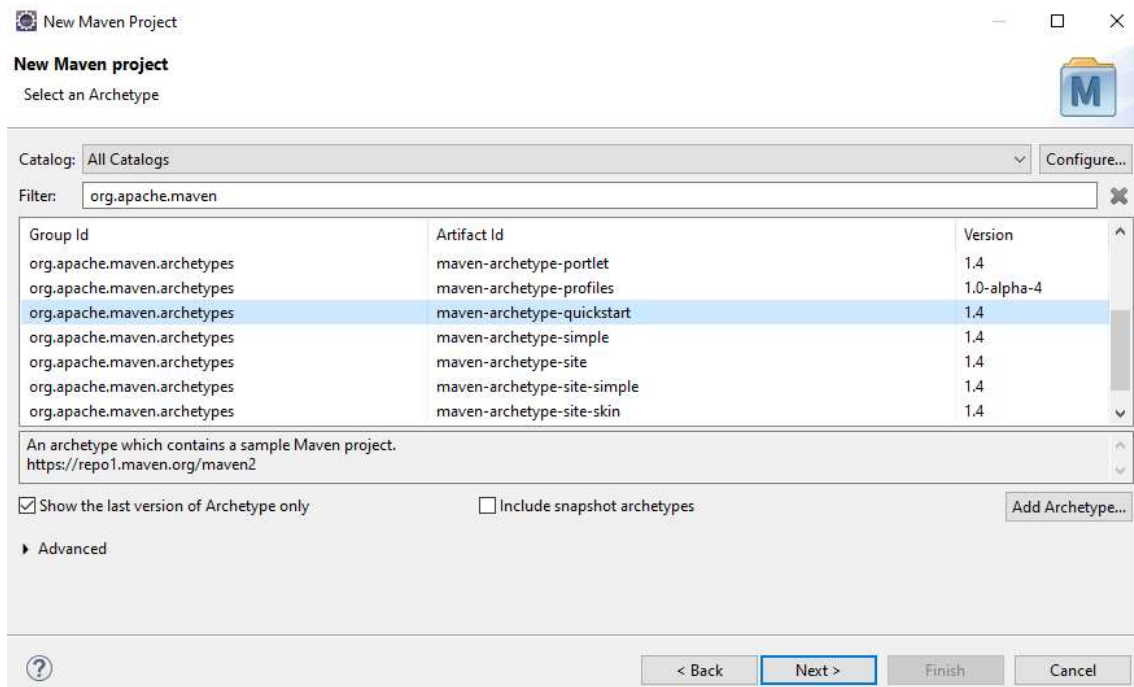 New Maven Project
New Maven project
Select an Archetype
M
Catalog: All Catalogs Configure...
Filter: org.apache.maven
Group Id Artifact Id Version
org.apache.maven.archetypes maven-archetype-portlet 1.4
org.apache.maven.archetypes maven-archetype-profiles 1.0-alpha-4
org.apache.maven.archetypes maven-archetype-quickstart 1.4
org.apache.maven.archetypes maven-archetype-simple 1.4
org.apache.maven.archetypes maven-archetype-site 1.4
org.apache.maven.archetypes maven-archetype-site-simple 1.4
org.apache.maven.archetypes maven-archetype-site-skin 1.4
An archetype which contains a sample Maven project.
https://repo1.maven.org/maven2
Show the last version of Archetype only Include snapshot archetypes Add Archetype...
Advanced
? < Back Next > Finish Cancel